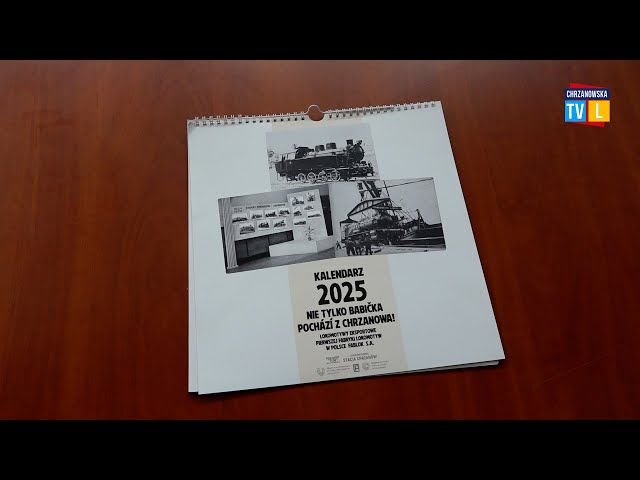 CHRZANOWSKA
TV L
KALENDARZ
2025
NIE TYLKO BABIČKA
POCHÁZÍ Z CHRZANOWA!
LOKOMOTYWY EKSPORTOWE
PIERWSZEJ FABRYKI LOKOMOTYW
W POLSCE FABLOK S.A.
STACJA CHRZANÓW